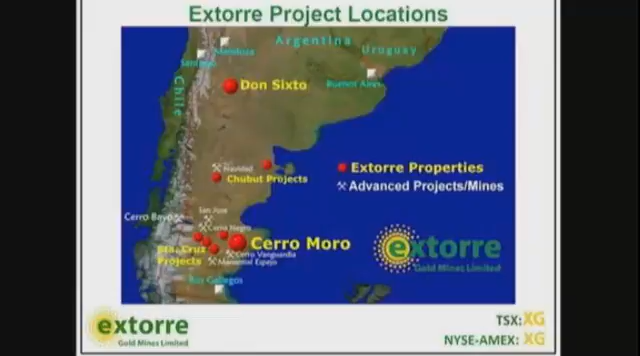 Extorre Project Locations
Argentina
Uruguay
Mendoza
Santiago
Chile
Buenos Aires
Don Sixto
Navidad
Chubut Projects
Extorre Properties
Advanced Projects/Mines
San Jose
Cerro Bayo
Cerro Negro
Cerro Moro
Sta. Cruz
Projects
Cerro Vanguardia
Manantial Espejo
Rio Gallegos
extorre
Gold Mines Limited
extorre
Gold Mines Limited
TSX:XG
NYSE-AMEX: XG